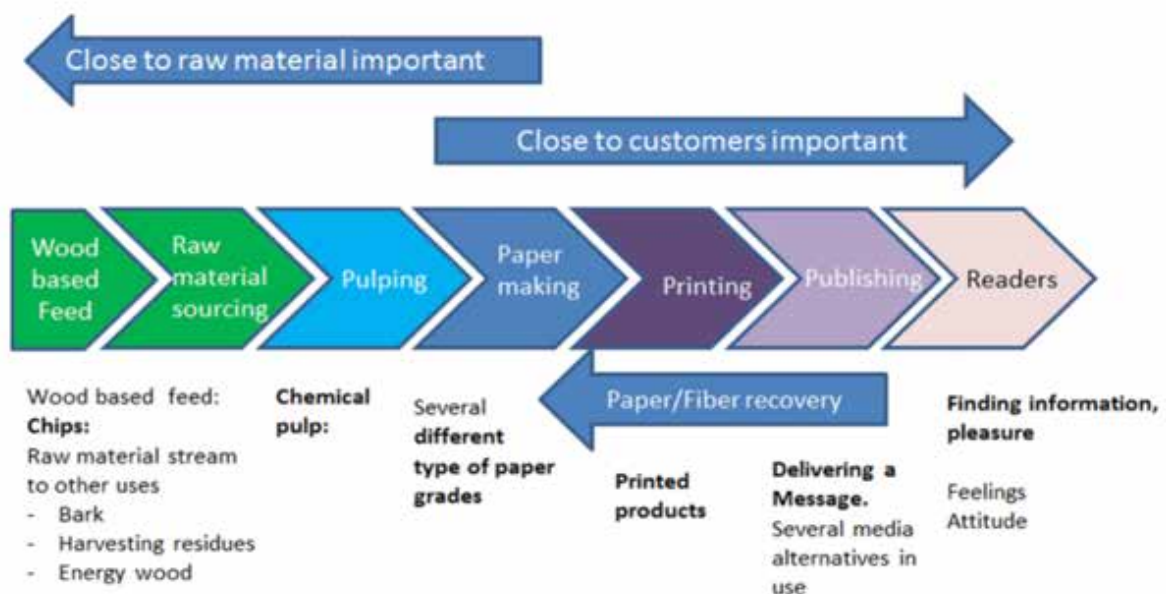 Close to raw material important
Close to customers important
Wood
based
Feed
Raw
material
sourcing
Pulping
Paper
making
Printing
Publishing
Readers
Paper/Fiber recovery
Wood based feed:
Chips:
Raw material stream
to other uses
- Bark
- Harvesting residues
- Energy wood
Chemical
pulp:
Several
different
type of paper
grades
Printed
products
Delivering a
Message.
Several media
alternatives in
use
Finding information,
pleasure
Feelings
Attitude